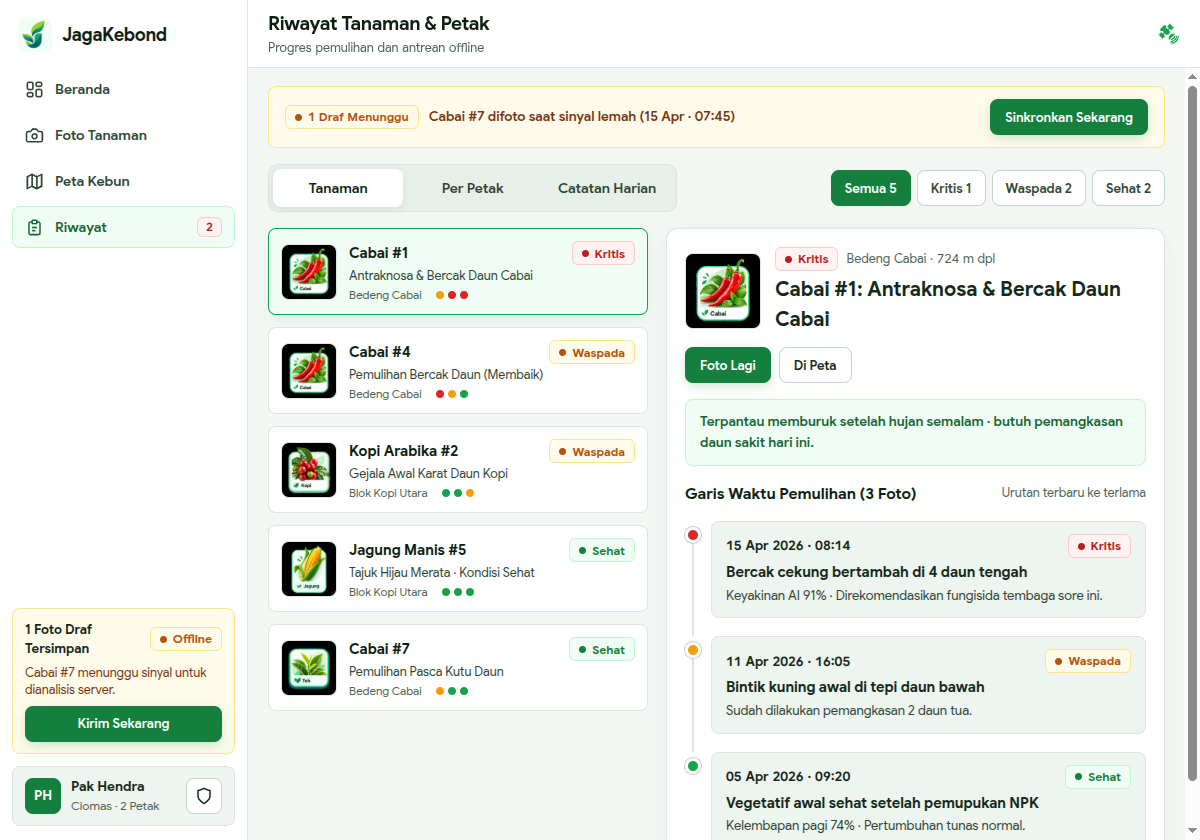 JagaKebond
Beranda
Foto Tanaman
Peta Kebun
Riwayat
2
1 Foto Draf
Tersimpan
Offline
Cabai #7 menunggu sinyal untuk
dianalisis server.
Kirim Sekarang
PH
Pak Hendra
Ciomas · 2 Petak
Riwayat Tanaman & Petak
Progres pemulihan dan antrean offline
1 Draf Menunggu
Cabai #7 difoto saat sinyal lemah (15 Apr · 07:45)
Sinkronkan Sekarang
Tanaman
Per Petak
Catatan Harian
Semua 5
Kritis 1
Waspada 2
Sehat 2
Cabai
Cabai #1
Kritis
Antraknosa & Bercak Daun Cabai
Bedeng Cabai
Cabai
Cabai #4
Waspada
Pemulihan Bercak Daun (Membaik)
Bedeng Cabai
Kopi
Kopi Arabika #2
Waspada
Gejala Awal Karat Daun Kopi
Blok Kopi Utara
Jagung
Jagung Manis #5
Sehat
Tajuk Hijau Merata · Kondisi Sehat
Blok Kopi Utara
Teh
Cabai #7
Sehat
Pemulihan Pasca Kutu Daun
Bedeng Cabai
Cabai
Kritis
Bedeng Cabai · 724 m dpl
Cabai #1: Antraknosa & Bercak Daun
Cabai
Foto Lagi
Di Peta
Terpantau memburuk setelah hujan semalam · butuh pemangkasan
daun sakit hari ini.
Garis Waktu Pemulihan (3 Foto)
Urutan terbaru ke terlama
15 Apr 2026 · 08:14
Kritis
Bercak cekung bertambah di 4 daun tengah
Keyakinan AI 91% · Direkomendasikan fungisida tembaga sore ini.
11 Apr 2026 · 16:05
Waspada
Bintik kuning awal di tepi daun bawah
Sudah dilakukan pemangkasan 2 daun tua.
05 Apr 2026 · 09:20
Sehat
Vegetatif awal sehat setelah pemupukan NPK
Kelembapan pagi 74% · Pertumbuhan tunas normal.